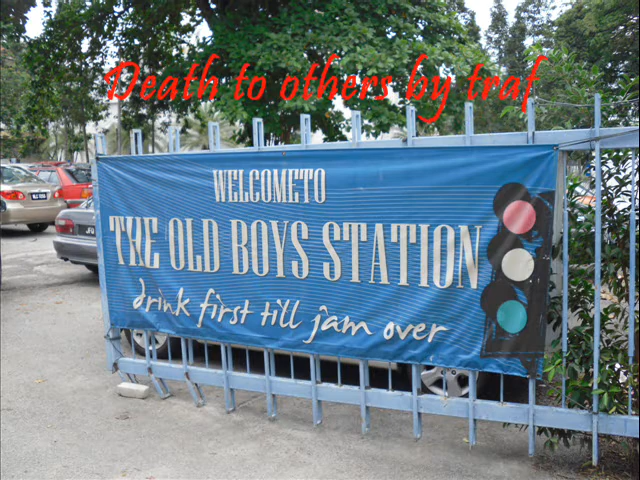 Death to others by traf
WELCOMETO
THE OLD BOYS STATION
drink first till jam over